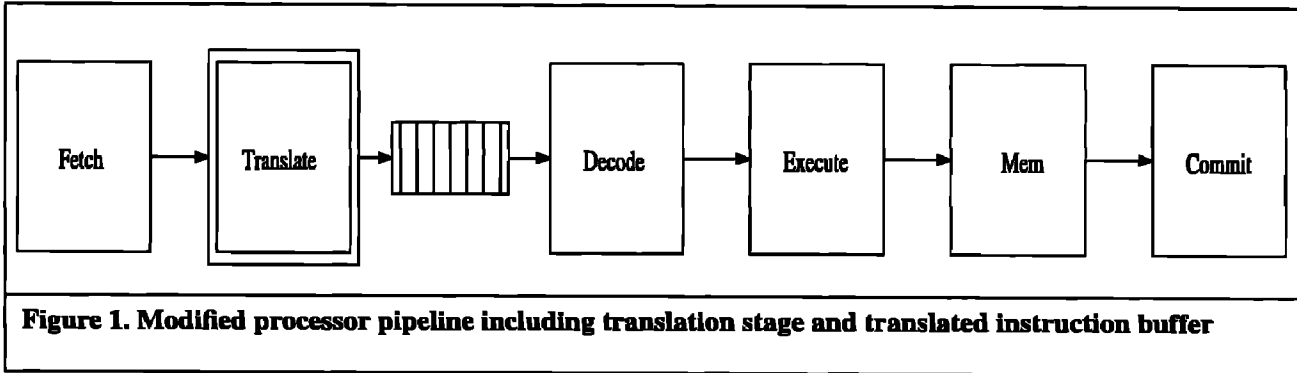 Fetch
Translate
Decode
Execute
Mem
Commit
Figure 1. Modified processor pipeline including translation stage and translated instruction buffer